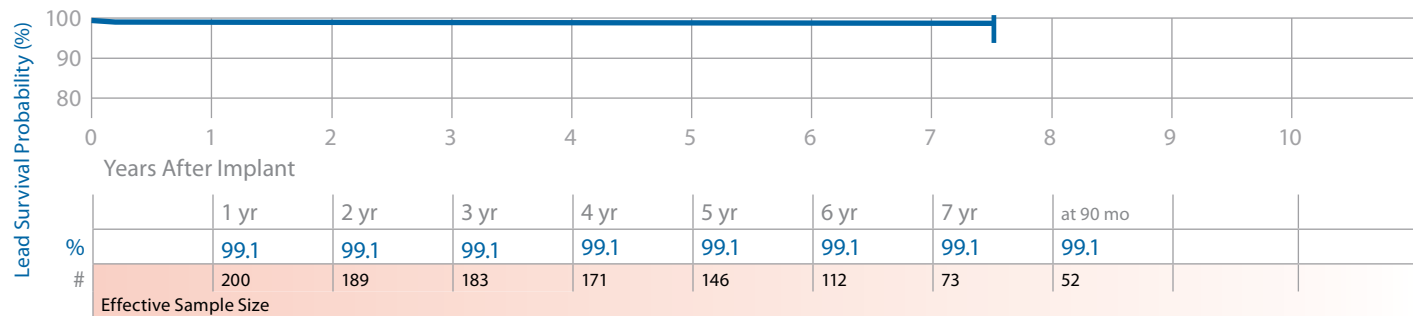 Lead Survival Probability (%)
100
90
80
0 1 2 3 4 5 6 7 8 9 10
Years After Implant
1 yr 2 yr 3 yr 4 yr 5 yr 6 yr 7 yr at 90 mo
% 99.1 99.1 99.1 99.1 99.1 99.1 99.1 99.1
# 200 189 183 171 146 112 73 52
Effective Sample Size